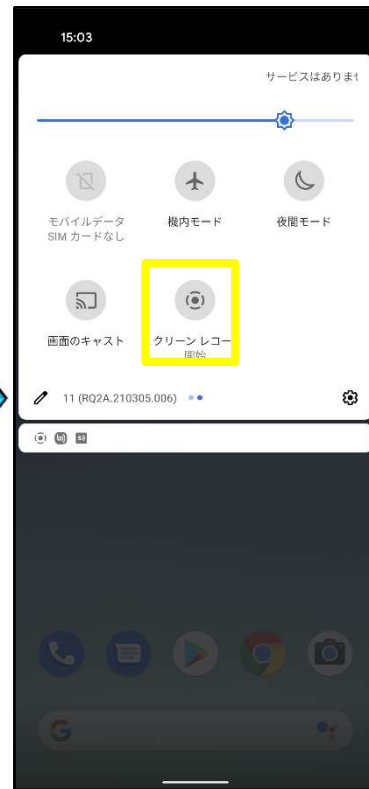 15:03
サービスはありませ
モバイルデータ
SIM カードなし
機内モード
夜間モード
画面のキャスト
クリーン レコー
開始
11 (RQ2A.210305.006)
G